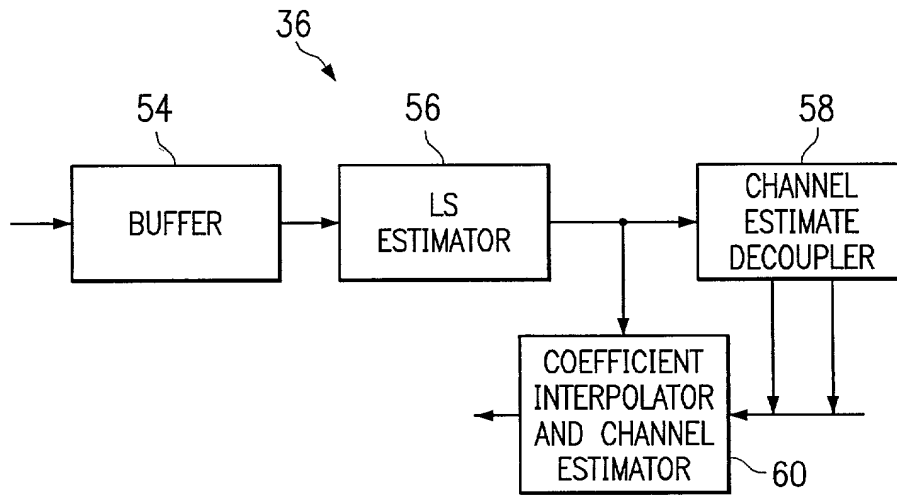 36
54
56
58
BUFFER
LS
ESTIMATOR
CHANNEL
ESTIMATE
DECOUPLER
COEFFICIENT
INTERPOLATOR
AND CHANNEL
ESTIMATOR
60